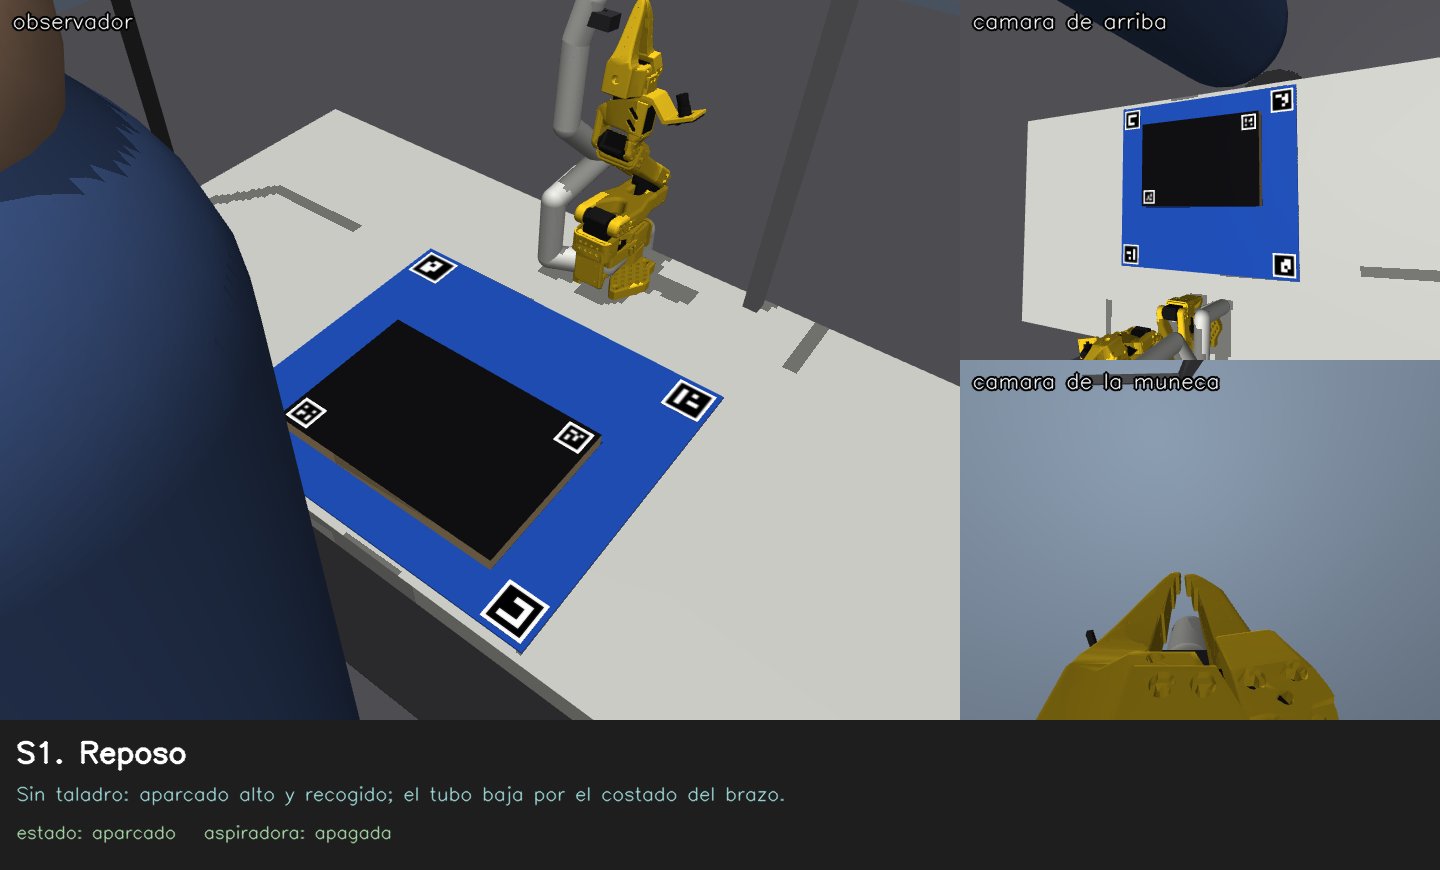 observador
camara de arriba
camara de la muneca
S1. Reposo
Sin taladro: aparcado alto y recogido; el tubo baja por el costado del brazo.
estado: aparcado aspiradora: apagada